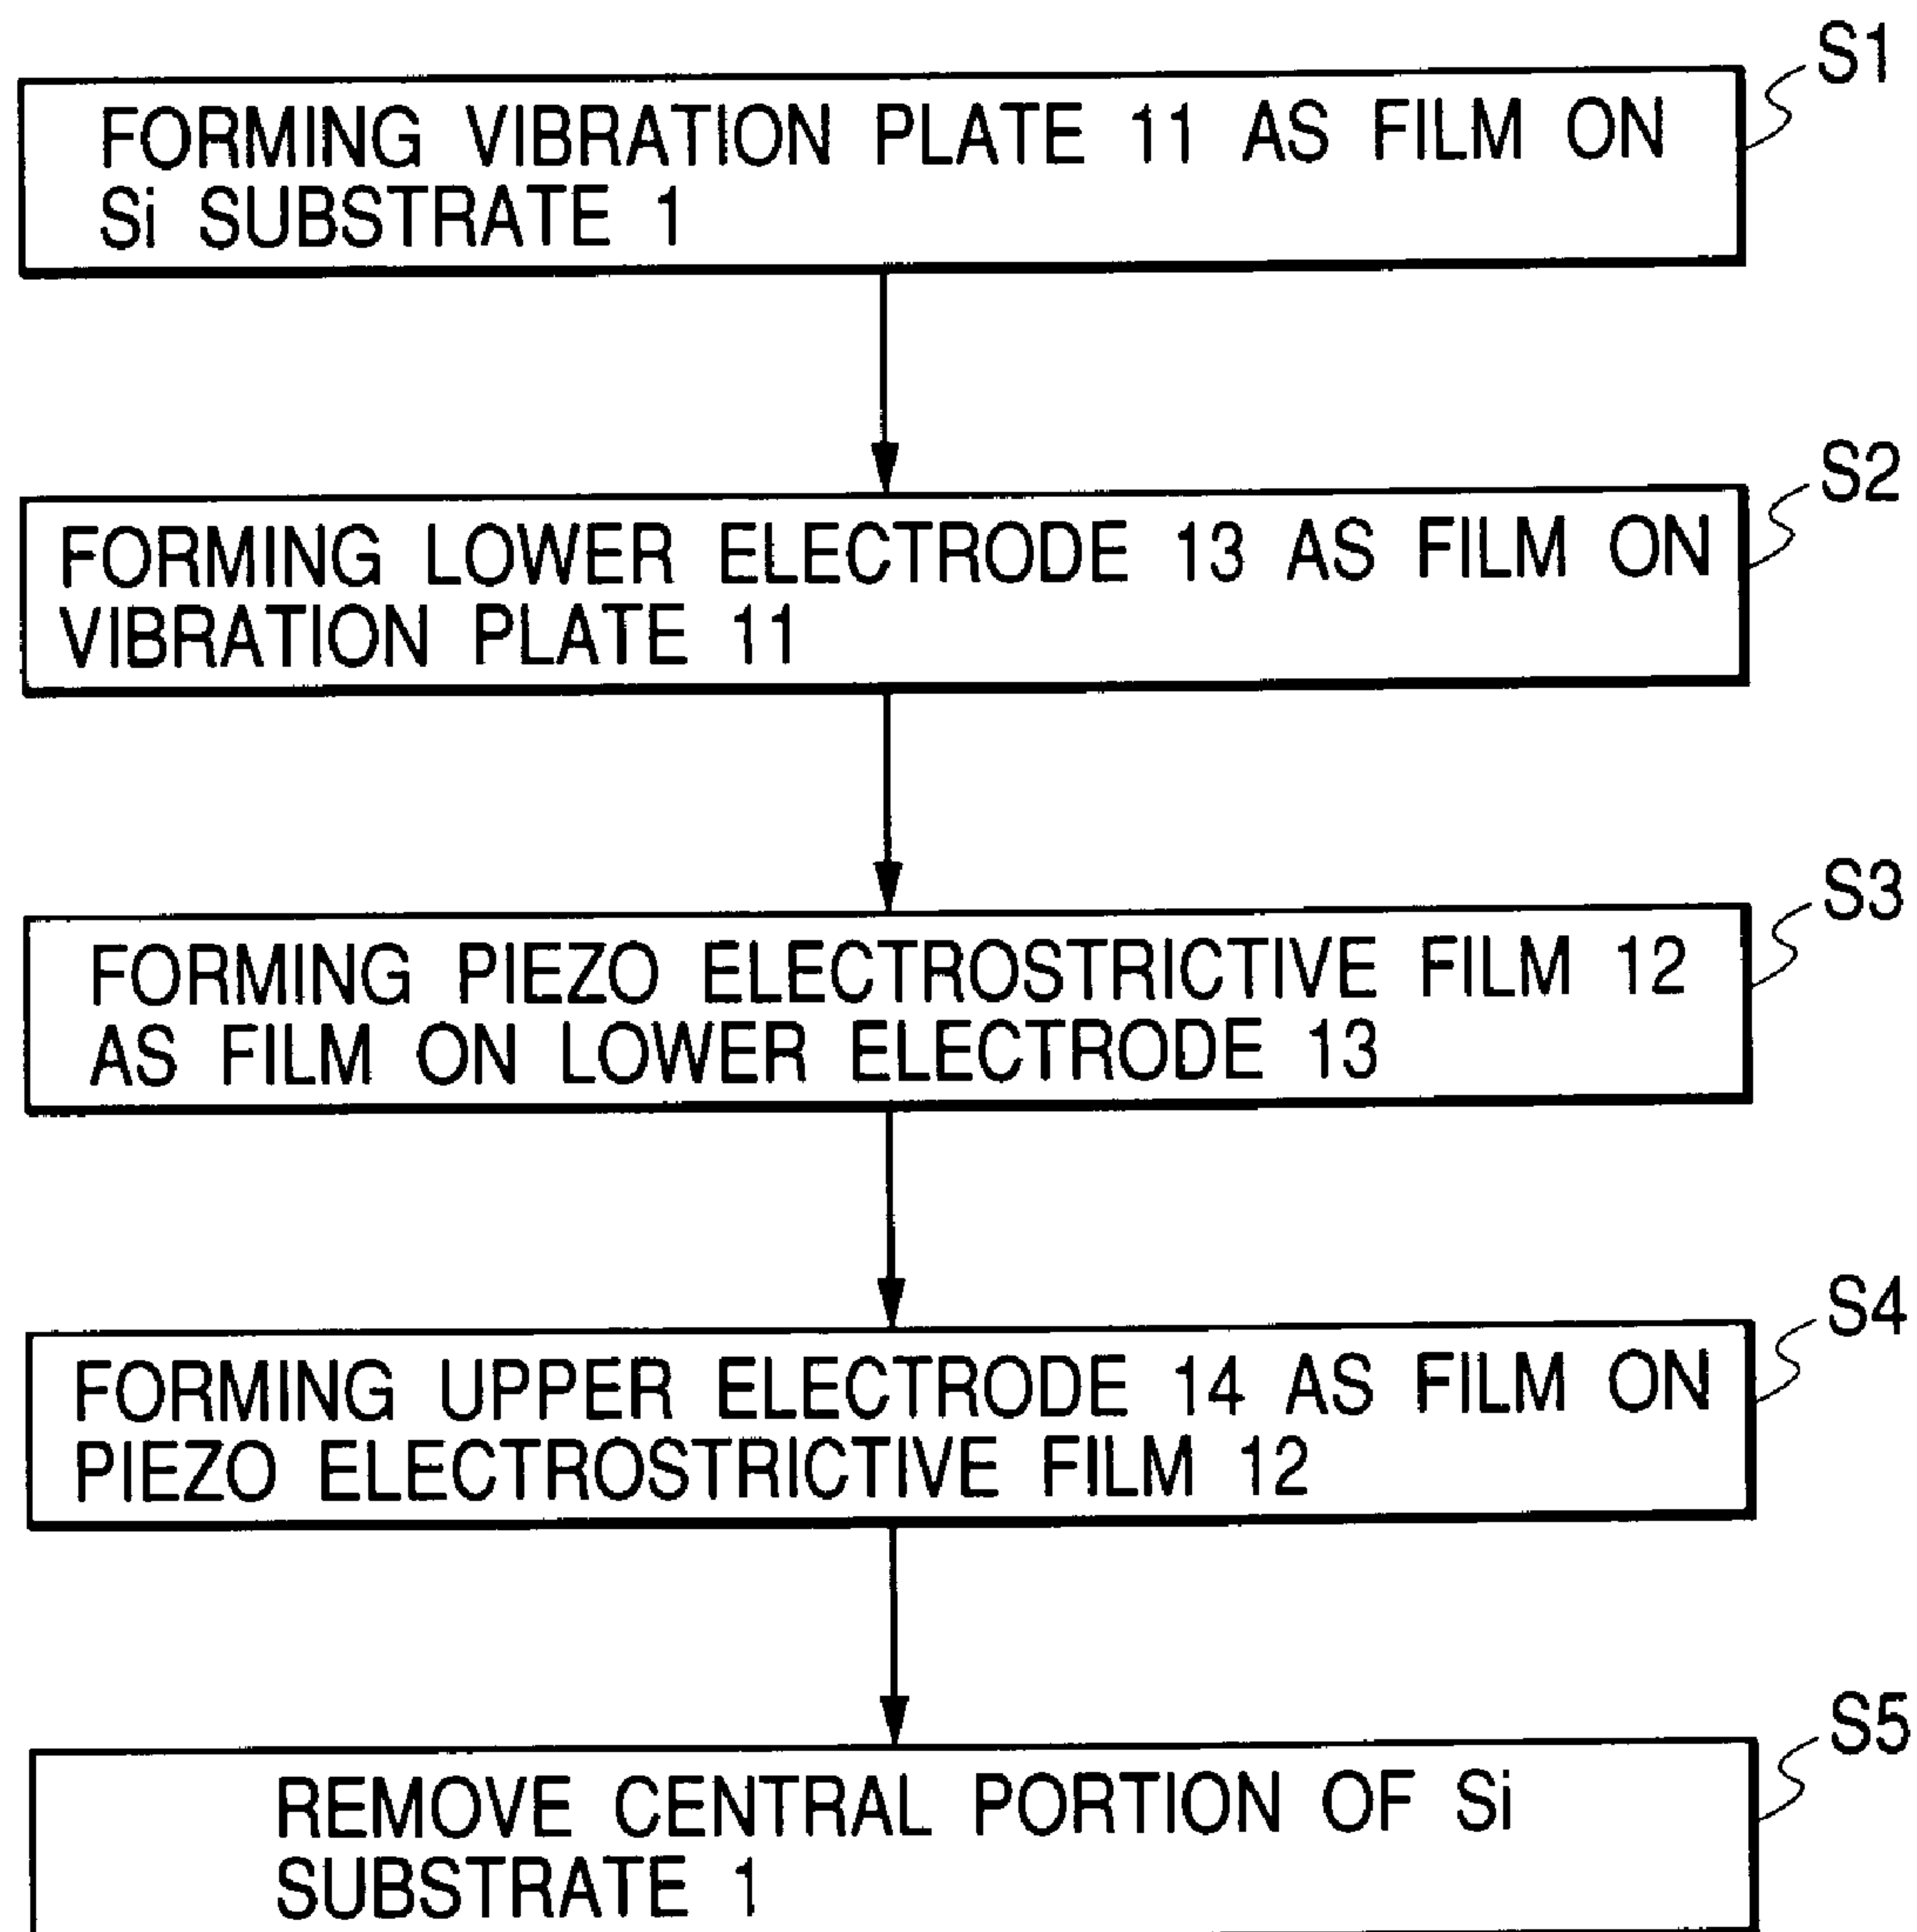 S1
FORMING VIBRATION PLATE 11 AS FILM ON
Si SUBSTRATE 1
S2
FORMING LOWER ELECTRODE 13 AS FILM ON
VIBRATION PLATE 11
S3
FORMING PIEZO ELECTROSTRICTIVE FILM 12
AS FILM ON LOWER ELECTRODE 13
S4
FORMING UPPER ELECTRODE 14 AS FILM ON
PIEZO ELECTROSTRICTIVE FILM 12
S5
REMOVE CENTRAL PORTION OF Si
SUBSTRATE 1